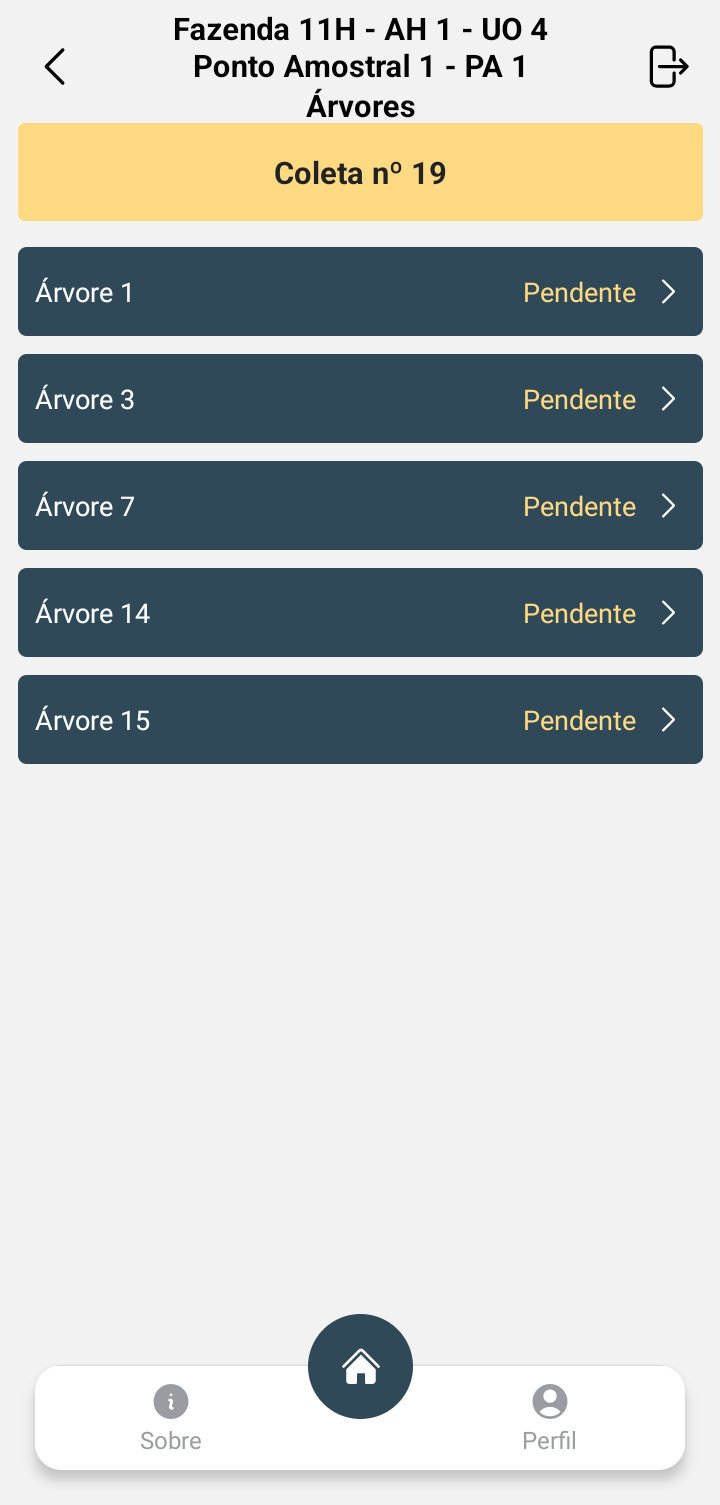 Fazenda 11H - AH 1 - UO 4
Ponto Amostral 1 - PA 1
Árvores
Coleta nº 19
Árvore 1 Pendente
Árvore 3 Pendente
Árvore 7 Pendente
Árvore 14 Pendente
Árvore 15 Pendente
Sobre Perfil